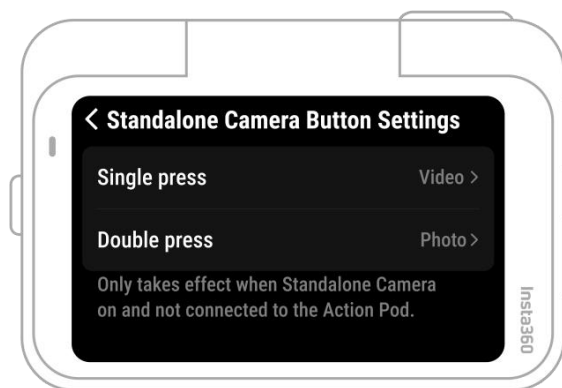 < Standalone Camera Button Settings
Single press Video >
Double press Photo >
Only takes effect when Standalone Camera
on and not connected to the Action Pod.
Insta360